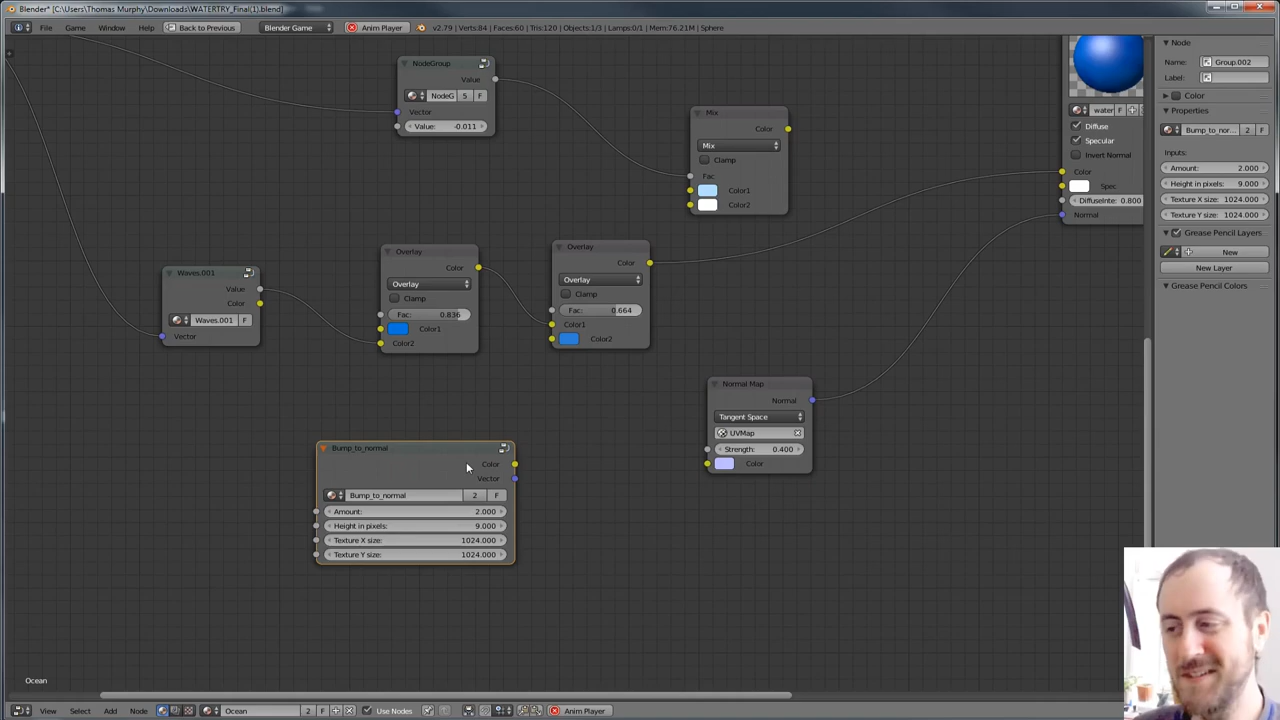 Blender* [C:\Users\Thomas Murphy\Downloads\WATERTRY_Final(1).blend]
File Game Window Help Back to Previous Blender Game Anim Player v2.79 | Verts:84 | Faces:60 | Tris:120 | Objects:1/3 | Lamps:0/1 | Mem:76.21M | Sphere
NodeGroup
Value
NodeG 5 F
Vector
Value: -0.011
Mix
Color
Mix
Clamp
Fac
Color1
Color2
water F
Diffuse
Specular
Invert Normal
Color
Spec
DiffuseInte: 0.800
Normal
Node
Name: Group.002
Label:
Color
Properties
Bump_to_nor... 2 F
Inputs:
Amount: 2.000
Height in pixels: 9.000
Texture X size: 1024.000
Texture Y size: 1024.000
Grease Pencil Layers
New
New Layer
Grease Pencil Colors
Waves.001
Value
Color
Waves.001 F
Vector
Overlay
Color
Overlay
Clamp
Fac: 0.836
Color1
Color2
Overlay
Color
Overlay
Clamp
Fac: 0.664
Color1
Color2
Normal Map
Normal
Tangent Space
UVMap
Strength: 0.400
Color
Bump_to_normal
Color
Vector
Bump_to_normal 2 F
Amount: 2.000
Height in pixels: 9.000
Texture X size: 1024.000
Texture Y size: 1024.000
Ocean
View Select Add Node Ocean 2 F Use Nodes Anim Player